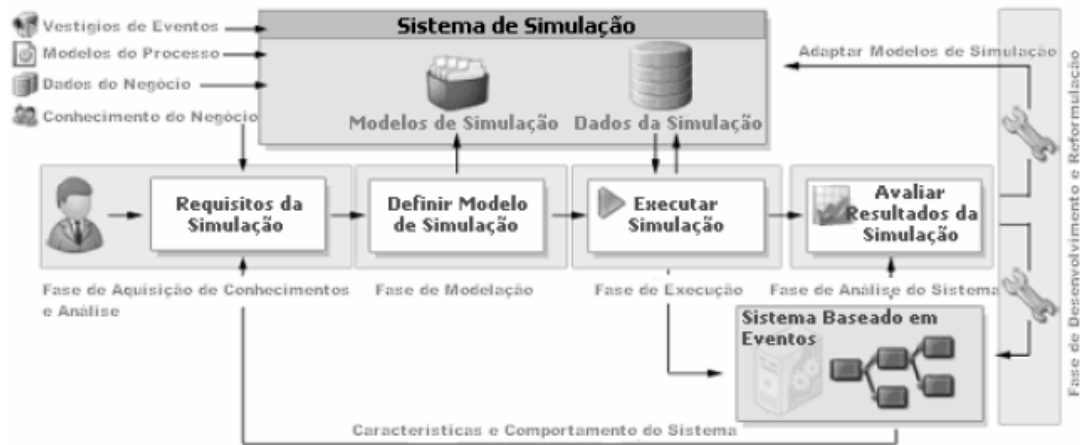 Vestígios de Eventos
Modelos do Processo
Dados do Negócio
Conhecimento do Negócio
Sistema de Simulação
Modelos de Simulação
Dados da Simulação
Adaptar Modelos de Simulação
Requisitos da
Simulação
Definir Modelo
de Simulação
Executar
Simulação
Avaliar
Resultados da
Simulação
Fase de Aquisição de Conhecimentos
e Análise
Fase de Modelação
Fase de Execução
Fase de Análise do Sistema
Sistema Baseado em
Eventos
Caracteristicas e Comportamento do Sistema
Fase de Desenvolvimento e Reformulação